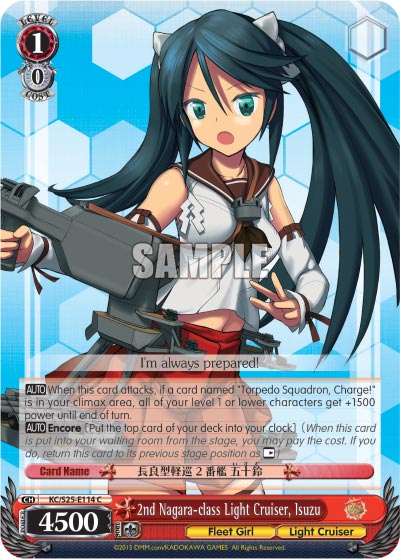 LEVEL
1
0
COST
SAMPLE
I'm always prepared!
AUTO When this card attacks, if a card named "Torpedo Squadron, Charge!"
is in your climax area, all of your level 1 or lower characters get +1500
power until end of turn.
AUTO Encore [Put the top card of your deck into your clock] (When this card
is put into your waiting room from the stage, you may pay the cost. If you
do, return this card to its previous stage position as REST)
Card Name 長良型軽巡2番艦 五十鈴
CH KC/S25-E114 C
POWER
4500
SOUL
2nd Nagara-class Light Cruiser, Isuzu
Fleet Girl Light Cruiser
©2015 DMM.com/KADOKAWA GAMES/All Rights Reserved.